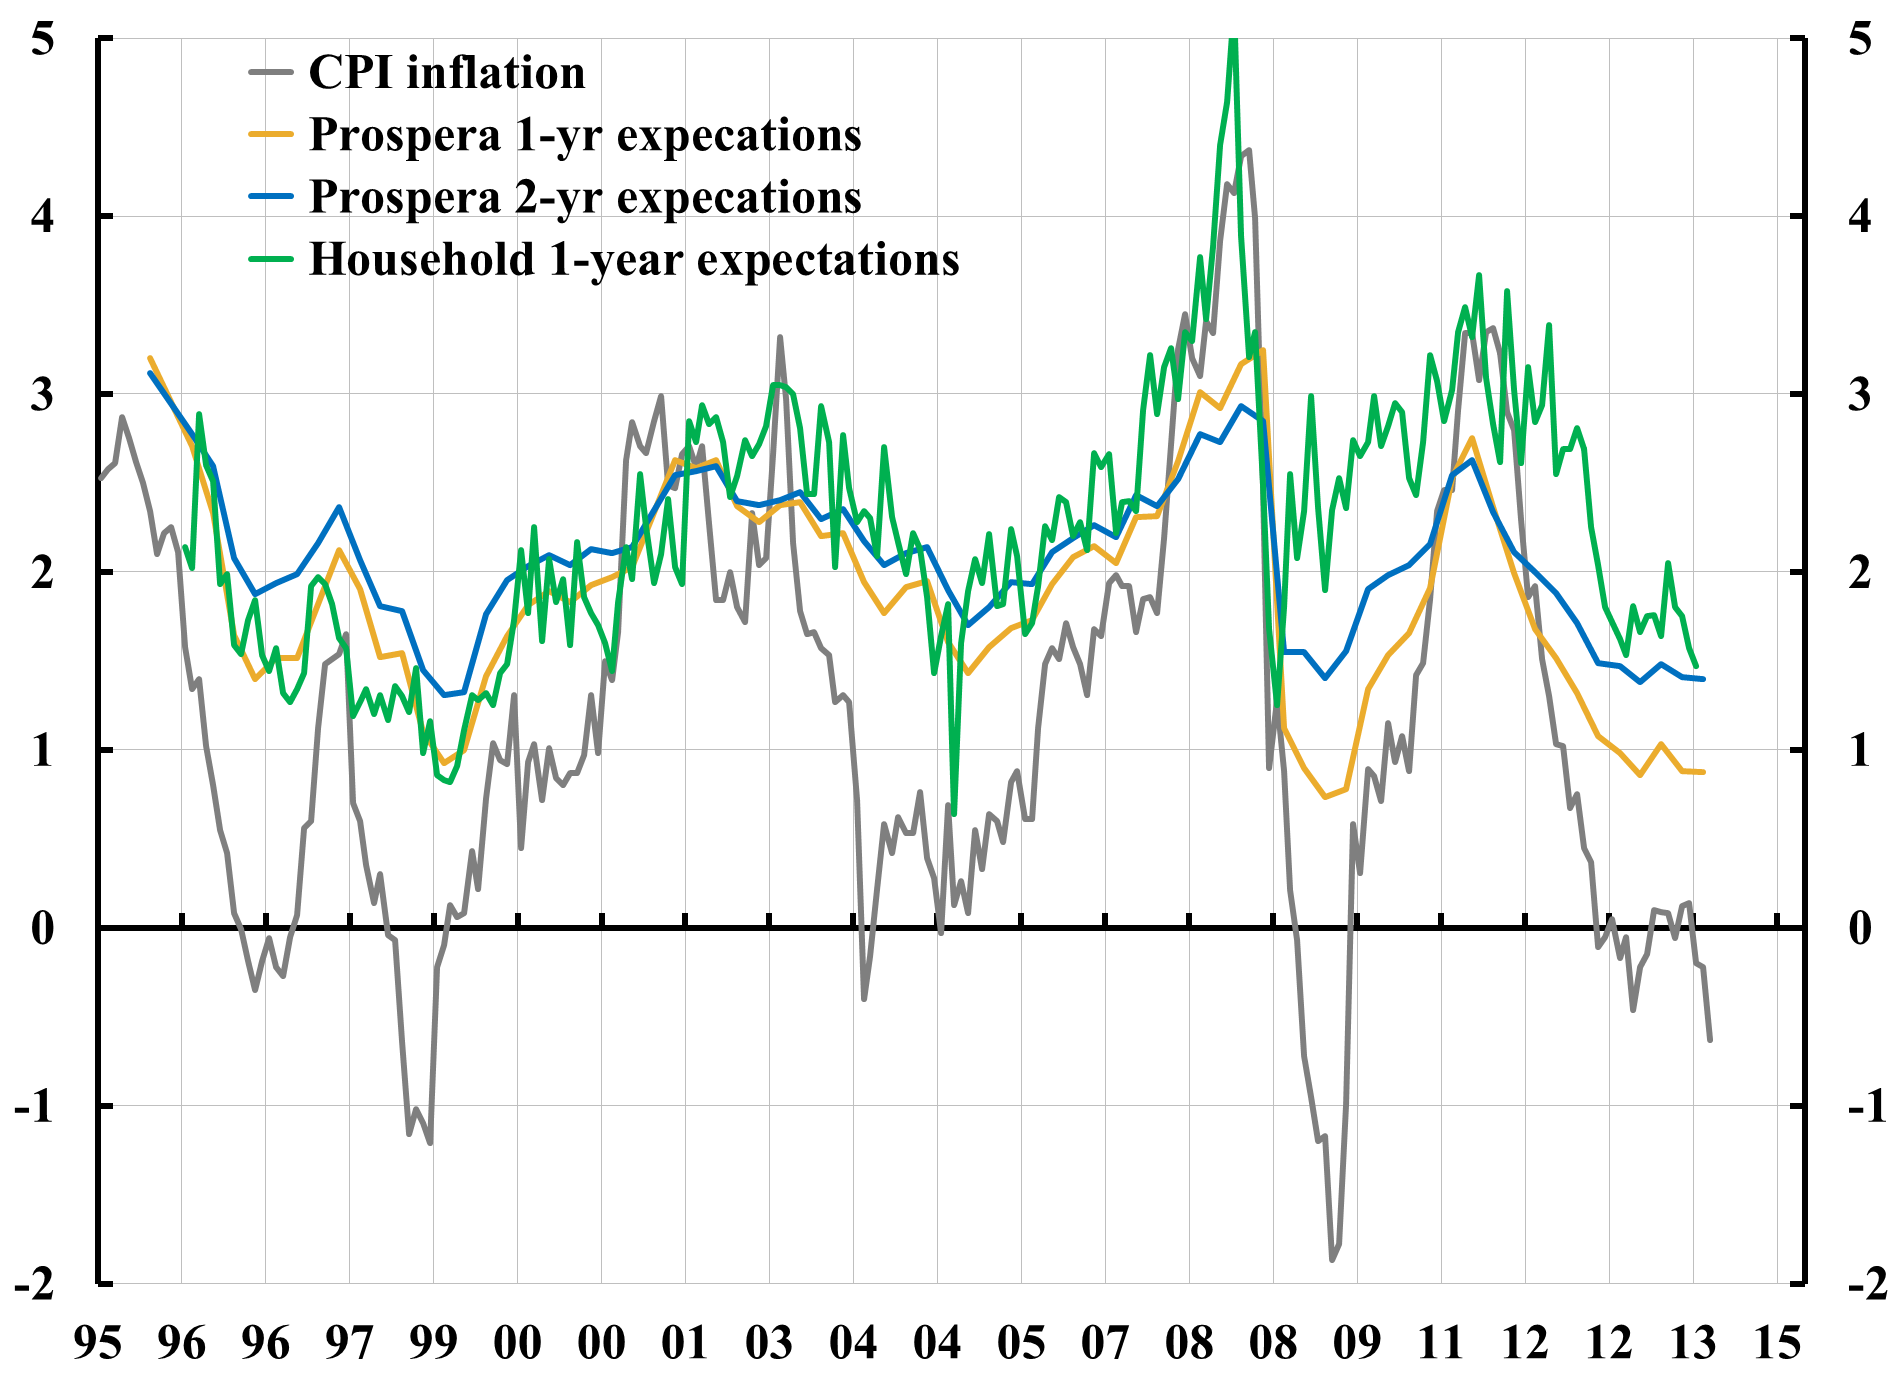 5 5
CPI inflation
Prospera 1-yr expecations
Prospera 2-yr expecations
4 4
Household 1-year expectations
3 3
2 2
1 1
0 0
-1 -1
-2 -2
95 96 96 97 99 00 00 01 03 04 04 05 07 08 08 09 11 12 12 13 15